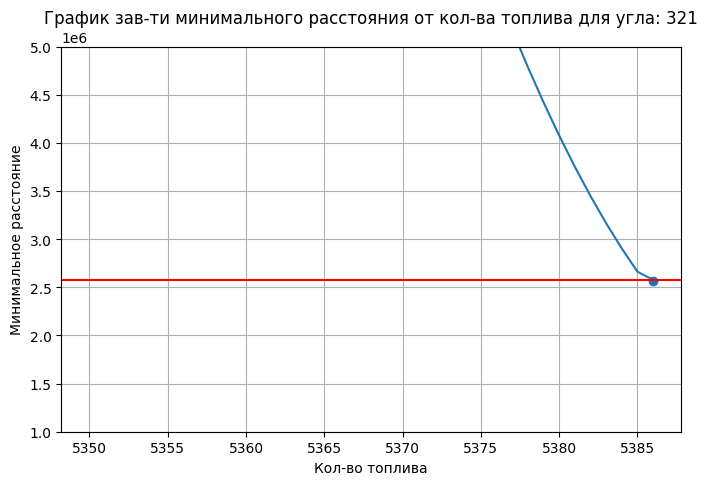 График зав-ти минимального расстояния от кол-ва топлива для угла: 321
1e6
5.0
4.5
4.0
3.5
3.0
2.5
2.0
1.5
1.0
Минимальное расстояние
5350 5355 5360 5365 5370 5375 5380 5385
Кол-во топлива